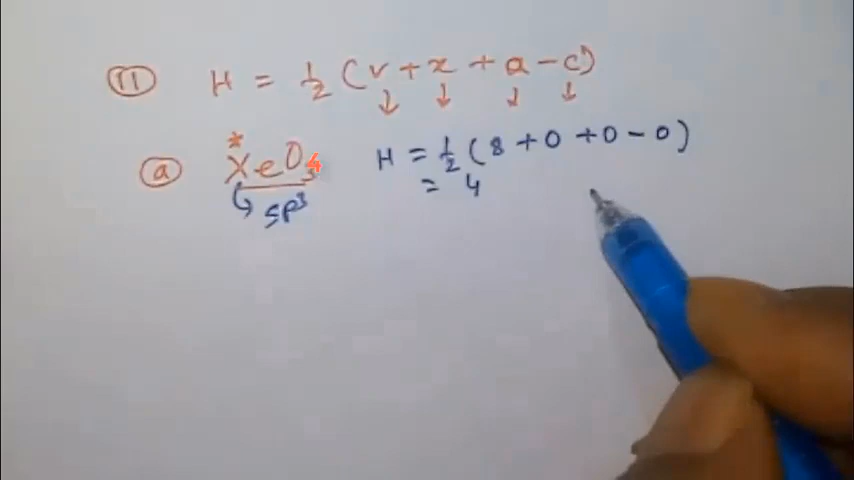 (11) H = 1/2 (v + x + a - c)
↓ ↓ ↓ ↓
(a) *XeO4 H = 1/2 (8 + 0 + 0 - 0)
= 4
↳ sp³